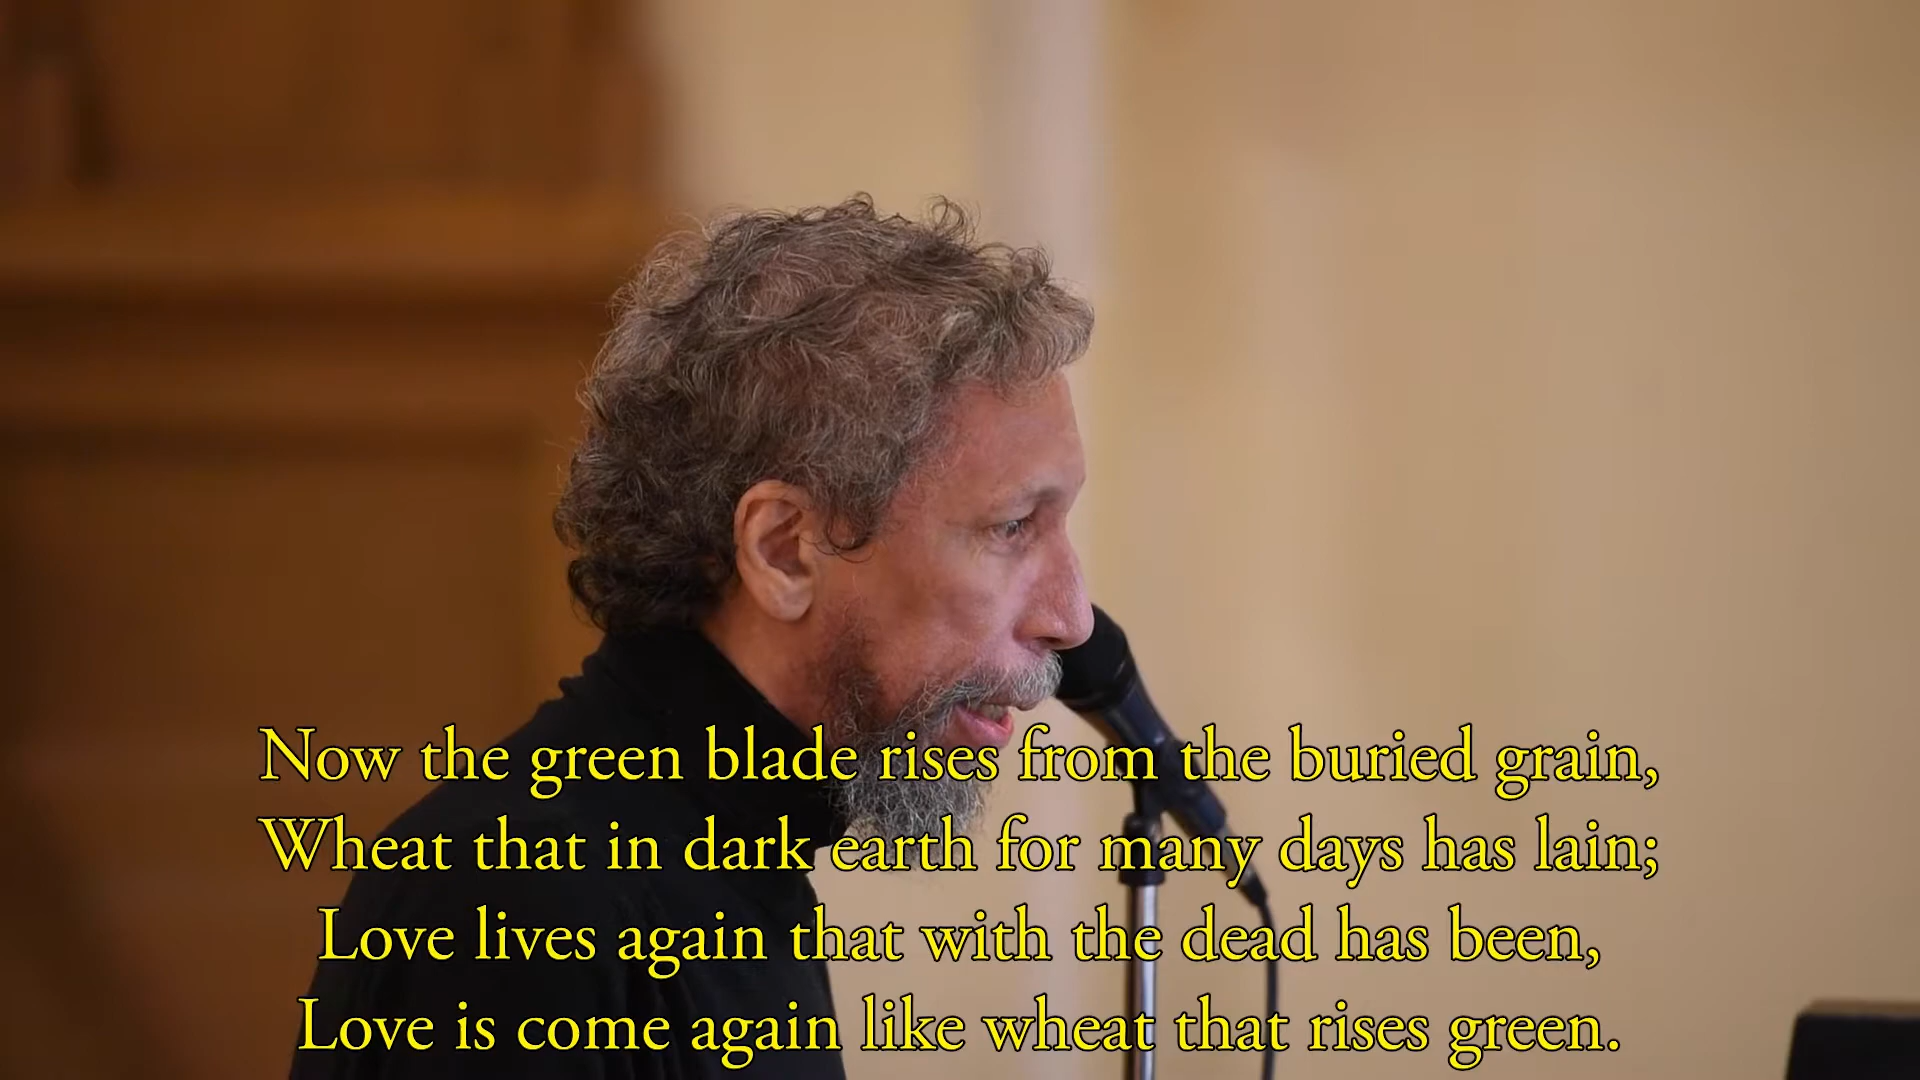 Now the green blade rises from the buried grain,
Wheat that in dark earth for many days has lain;
Love lives again that with the dead has been,
Love is come again like wheat that rises green.